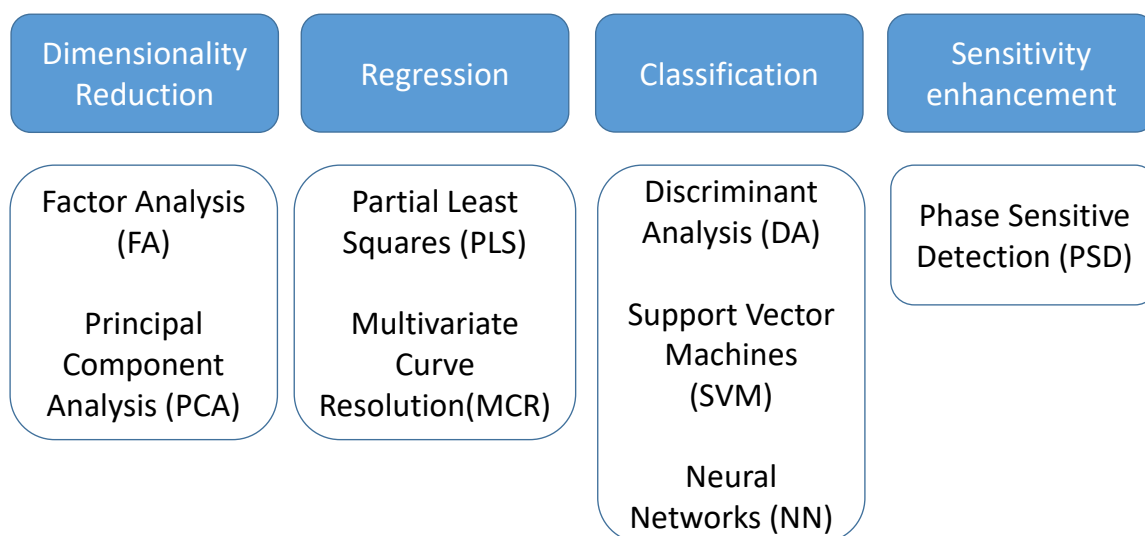 Dimensionality
Reduction
Regression
Classification
Sensitivity
enhancement
Factor Analysis
(FA)
Principal
Component
Analysis (PCA)
Partial Least
Squares (PLS)
Multivariate
Curve
Resolution(MCR)
Discriminant
Analysis (DA)
Support Vector
Machines
(SVM)
Neural
Networks (NN)
Phase Sensitive
Detection (PSD)